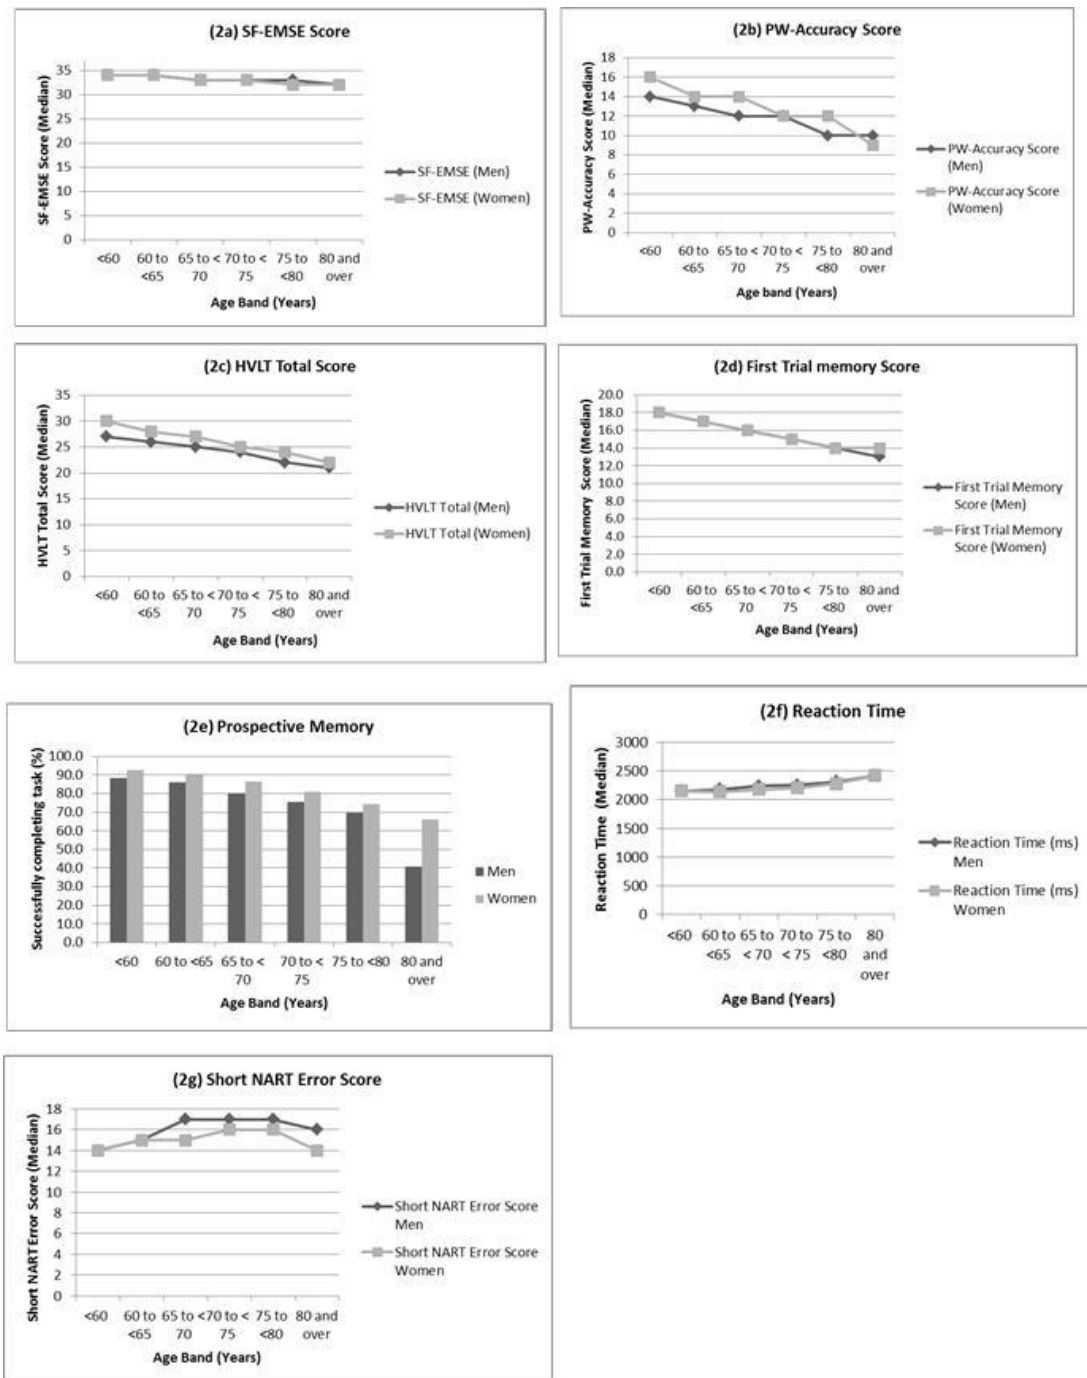 (2a) SF-EMSE Score
SF-EMSE Score (Median)
35
30
25
20
15
10
5
0
<60 60 to 65 to < 70 to < 75 to 80 and
<65 70 75 <80 over
Age Band (Years)
SF-EMSE (Men)
SF-EMSE (Women)
(2b) PW-Accuracy Score
PW-Accuracy Score (Median)
18
16
14
12
10
8
6
4
2
0
<60 60 to 65 to < 70 to < 75 to 80 and
<65 70 75 <80 over
Age band (Years)
PW-Accuracy Score
(Men)
PW-Accuracy Score
(Women)
(2c) HVLT Total Score
HVLT Total Score (Median)
35
30
25
20
15
10
5
0
<60 60 to 65 to < 70 to < 75 to 80 and
<65 70 75 <80 over
Age Band (Years)
HVLT Total (Men)
HVLT Total (Women)
(2d) First Trial memory Score
First Trial Memory Score (Median)
20.0
18.0
16.0
14.0
12.0
10.0
8.0
6.0
4.0
2.0
0.0
<60 60 to 65 to < 70 to < 75 to 80 and
<65 70 75 <80 over
Age Band (Years)
First Trial Memory
Score (Men)
First Trial Memory
Score (Women)
(2e) Prospective Memory
Successfully completing task (%)
100.0
90.0
80.0
70.0
60.0
50.0
40.0
30.0
20.0
10.0
0.0
<60 60 to <65 65 to < 70 to < 75 to <80 80 and
70 75 over
Age Band (Years)
Men
Women
(2f) Reaction Time
Reaction Time (Median)
3000
2500
2000
1500
1000
500
0
<60 60 to 65 to 70 to 75 to 80
<65 < 70 < 75 <80 and
over
Age Band (Years)
Reaction Time (ms)
Men
Reaction Time (ms)
Women
(2g) Short NART Error Score
Short NART Error Score (Median)
18
16
14
12
10
8
6
4
2
0
<60 60 to 65 to <70 to < 75 to 80 and
<65 70 75 <80 over
Age Band (Years)
Short NART Error Score
Men
Short NART Error Score
Women